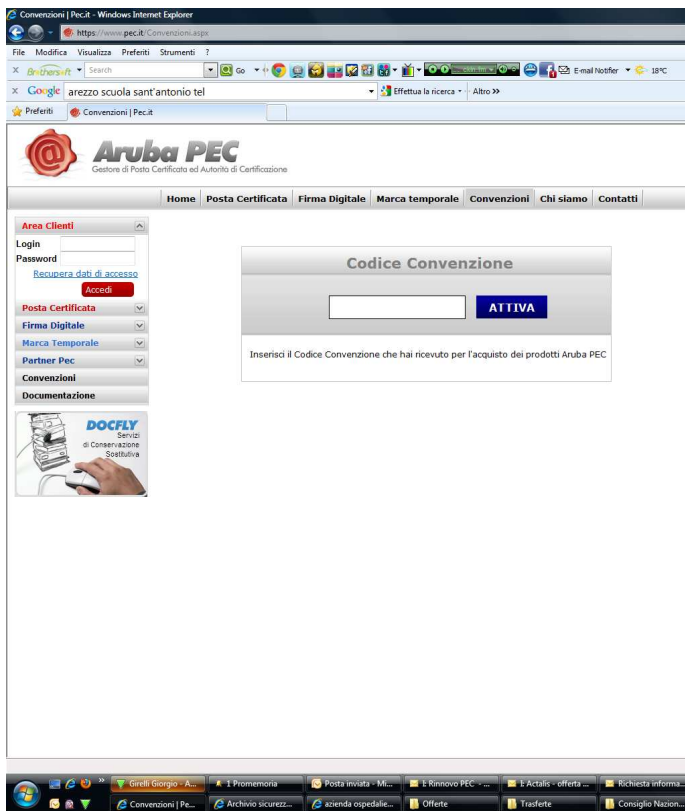 Convenzioni | Pec.it - Windows Internet Explorer
https://www.pec.it/Convenzioni.aspx
File Modifica Visualizza Preferiti Strumenti ?
x Brothersoft Search Go E-mail Notifier 18°C
x Google arezzo scuola sant'antonio tel Effettua la ricerca Altro >>
Preferiti Convenzioni | Pec.it
Aruba PEC
Gestore di Posta Certificata ed Autorità di Certificazione
Home Posta Certificata Firma Digitale Marca temporale Convenzioni Chi siamo Contatti
Area Clienti
Login
Password
Recupera dati di accesso
Accedi
Posta Certificata
Firma Digitale
Marca Temporale
Partner Pec
Convenzioni
Documentazione
DOCFLY
Servizi
di Conservazione
Sostitutiva
Codice Convenzione
ATTIVA
Inserisci il Codice Convenzione che hai ricevuto per l'acquisto dei prodotti Aruba PEC
Girelli Giorgio - A... 1 Promemoria Posta inviata - Mi... I: Rinnovo PEC - ... I: Actalis - offerta ... Richiesta informa...
Convenzioni | Pe... Archivio sicurezz... azienda ospedalie... Offerte Trasferte Consiglio Nazion...